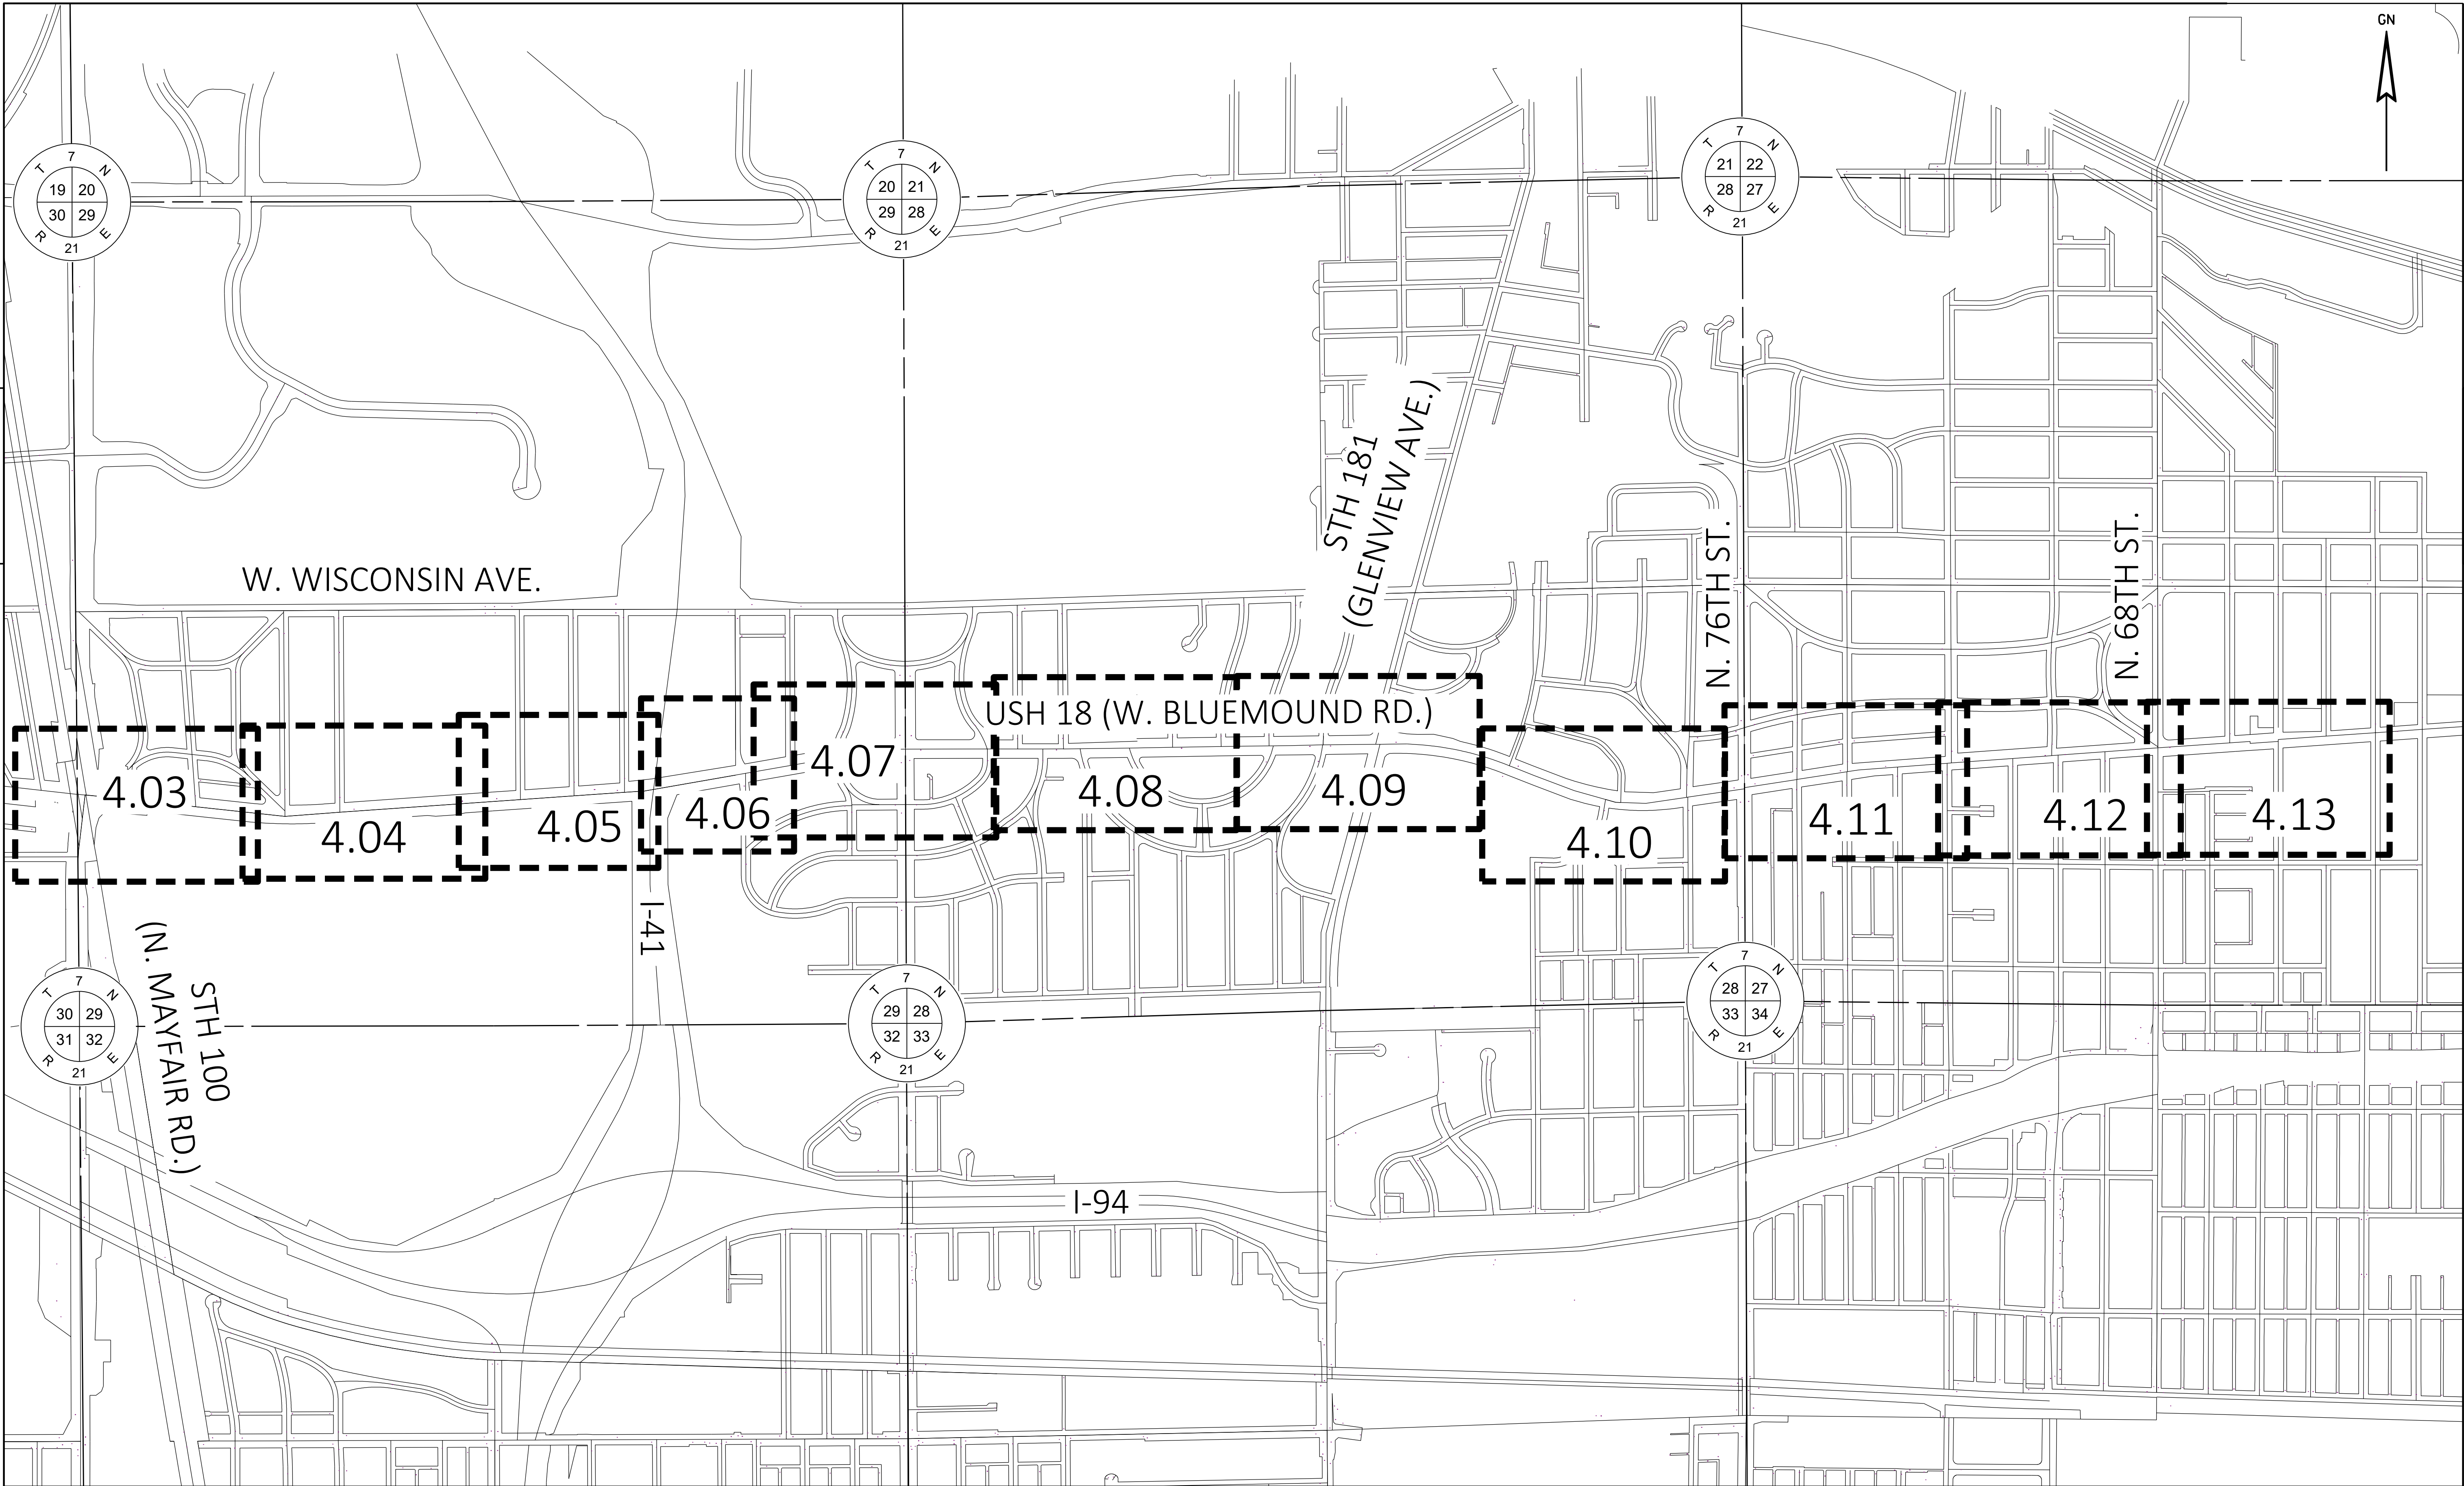 GN
7
T N
19 20
30 29
R E
21
7
T N
20 21
29 28
R E
21
7
T N
21 22
28 27
R E
21
STH 181
(GLENVIEW AVE.)
N. 76TH ST.
N. 68TH ST.
W. WISCONSIN AVE.
USH 18 (W. BLUEMOUND RD.)
4.03
4.04
4.05
4.06
4.07
4.08
4.09
4.10
4.11
4.12
4.13
I-41
STH 100
(N. MAYFAIR RD.)
7
T N
30 29
31 32
R E
21
7
T N
29 28
32 33
R E
21
7
T N
28 27
33 34
R E
21
I-94